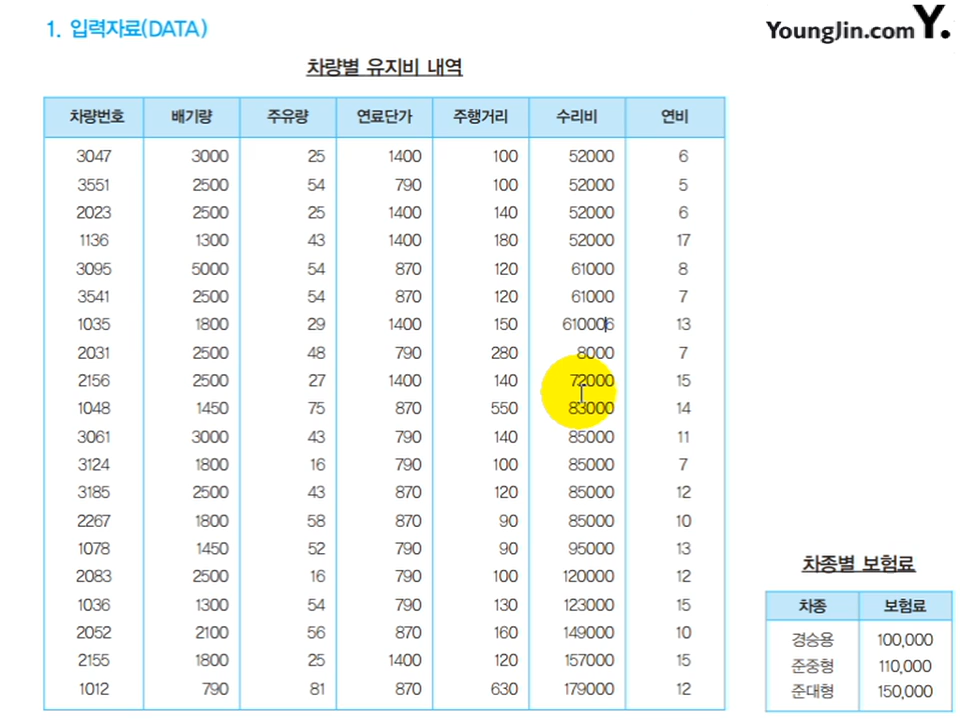 1. 입력자료(DATA)
YoungJin.com Y.
차량별 유지비 내역
차량번호 배기량 주유량 연료단가 주행거리 수리비 연비
3047 3000 25 1400 100 52000 6
3551 2500 54 790 100 52000 5
2023 2500 25 1400 140 52000 6
1136 1300 43 1400 180 52000 17
3095 5000 54 870 120 61000 8
3541 2500 54 870 120 61000 7
1035 1800 29 1400 150 610006 13
2031 2500 48 790 280 8000 7
2156 2500 27 1400 140 72000 15
1048 1450 75 870 550 83000 14
3061 3000 43 790 140 85000 11
3124 1800 16 790 100 85000 7
3185 2500 43 870 120 85000 12
2267 1800 58 870 90 85000 10
1078 1450 52 790 90 95000 13
2083 2500 16 790 100 120000 12
1036 1300 54 790 130 123000 15
2052 2100 56 870 160 149000 10
2155 1800 25 1400 120 157000 15
1012 790 81 870 630 179000 12
차종별 보험료
차종 보험료
경승용 100,000
준중형 110,000
준대형 150,000